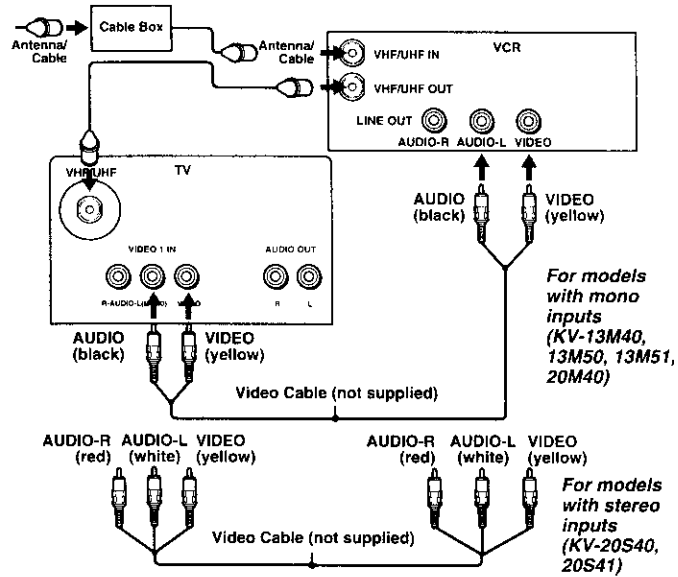 Cable Box
Antenna/
Cable
Antenna/
Cable
VCR
VHF/UHF IN
VHF/UHF OUT
LINE OUT
AUDIO-R AUDIO-L VIDEO
VHF/UHF
TV
AUDIO
(black)
VIDEO
(yellow)
VIDEO 1 IN
AUDIO OUT
R-AUDIO-L(MONO) VIDEO
R L
For models
with mono
inputs
(KV-13M40,
13M50, 13M51,
20M40)
AUDIO
(black)
VIDEO
(yellow)
Video Cable (not supplied)
AUDIO-R AUDIO-L VIDEO
(red) (white) (yellow)
AUDIO-R AUDIO-L VIDEO
(red) (white) (yellow)
Video Cable (not supplied)
For models
with stereo
inputs
(KV-20S40,
20S41)